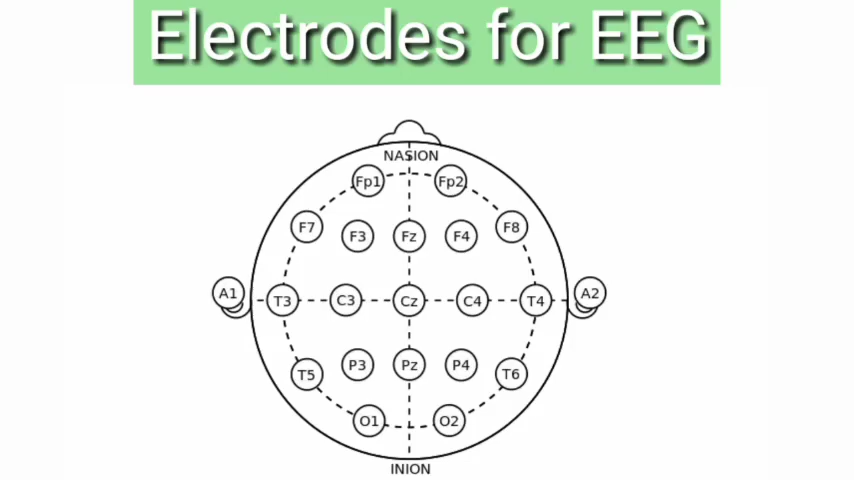 Electrodes for EEG
NASION
Fp1 Fp2
F7 F3 Fz F4 F8
A1 T3 C3 Cz C4 T4 A2
T5 P3 Pz P4 T6
O1 O2
INION